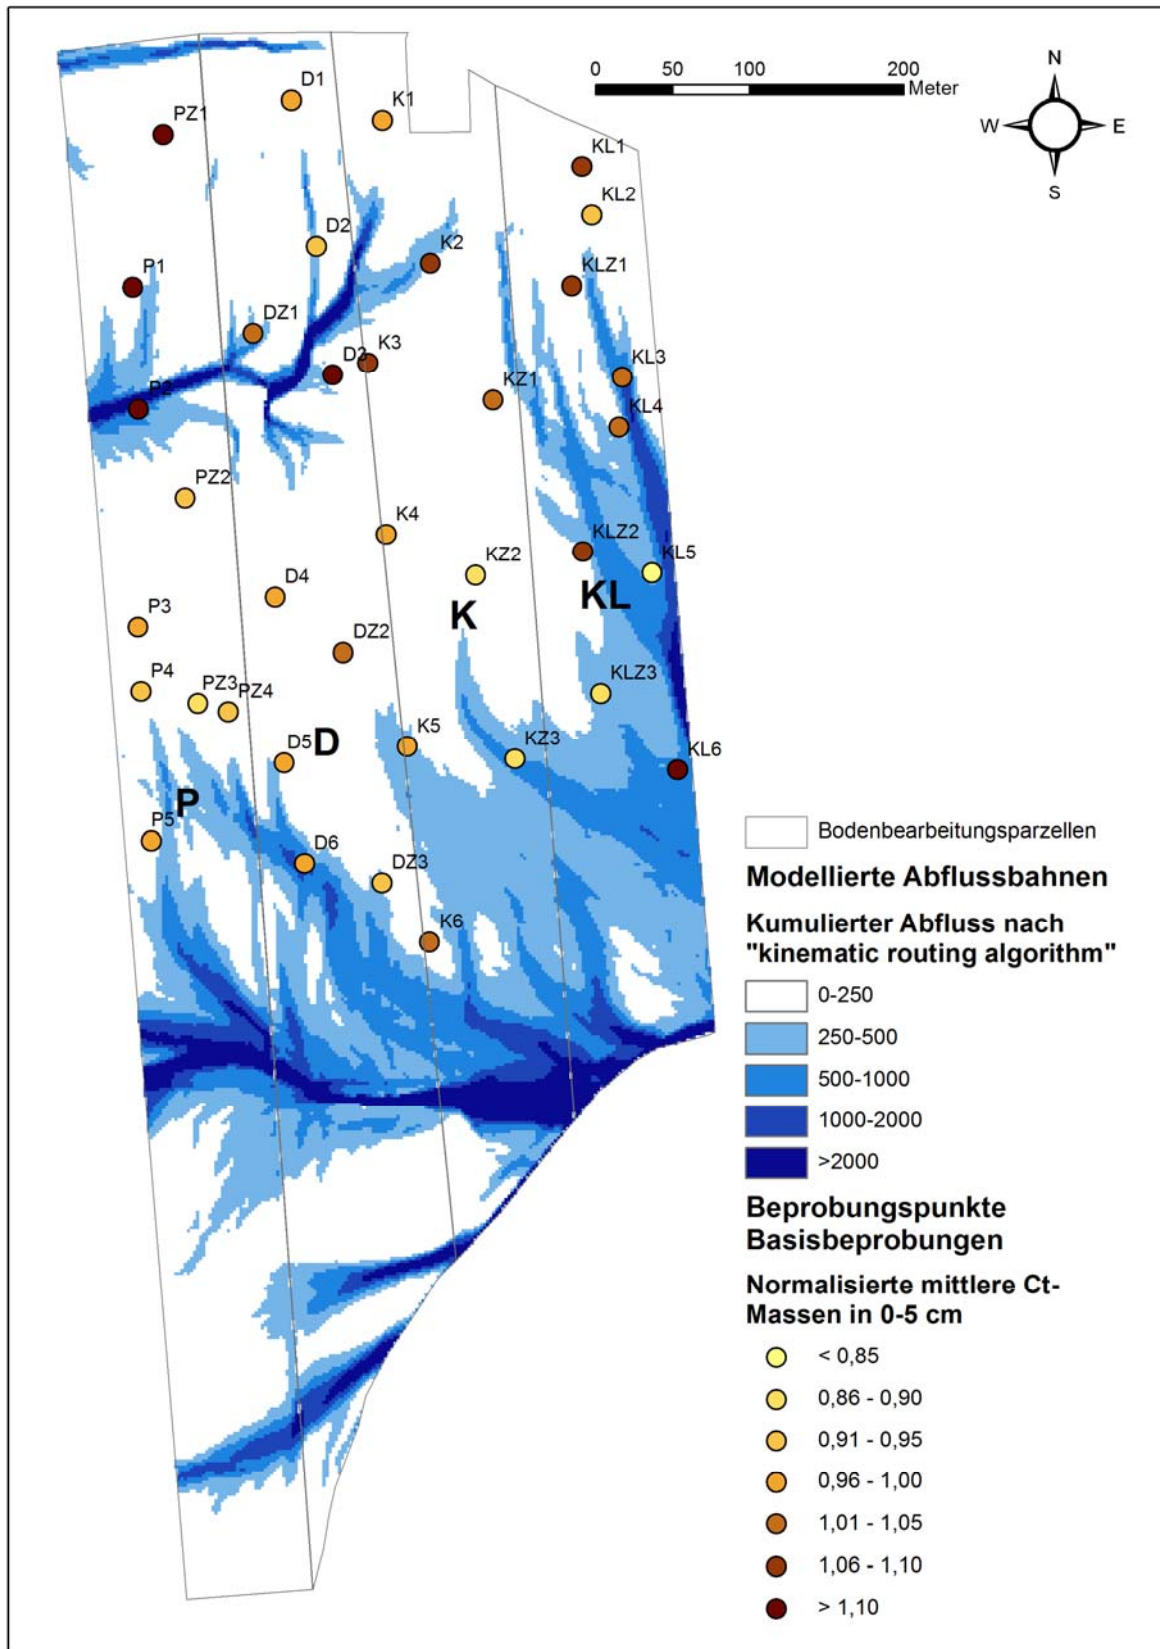 0 50 100 200
Meter
N
W E
S
D1
K1
PZ1
KL1
KL2
D2
K2
P1
KLZ1
DZ1
D3
K3
KL3
P2
KZ1
KL4
PZ2
K4
KLZ2
KL5
KZ2
D4
KL
K
P3
DZ2
P4
PZ3
PZ4
KLZ3
D5
D
K5
KZ3
KL6
P
P5
D6
DZ3
K6
Bodenbearbeitungsparzellen
Modellierte Abflussbahnen
Kumulierter Abfluss nach
"kinematic routing algorithm"
0-250
250-500
500-1000
1000-2000
>2000
Beprobungspunkte
Basisbeprobungen
Normalisierte mittlere Ct-
Massen in 0-5 cm
< 0,85
0,86 - 0,90
0,91 - 0,95
0,96 - 1,00
1,01 - 1,05
1,06 - 1,10
> 1,10